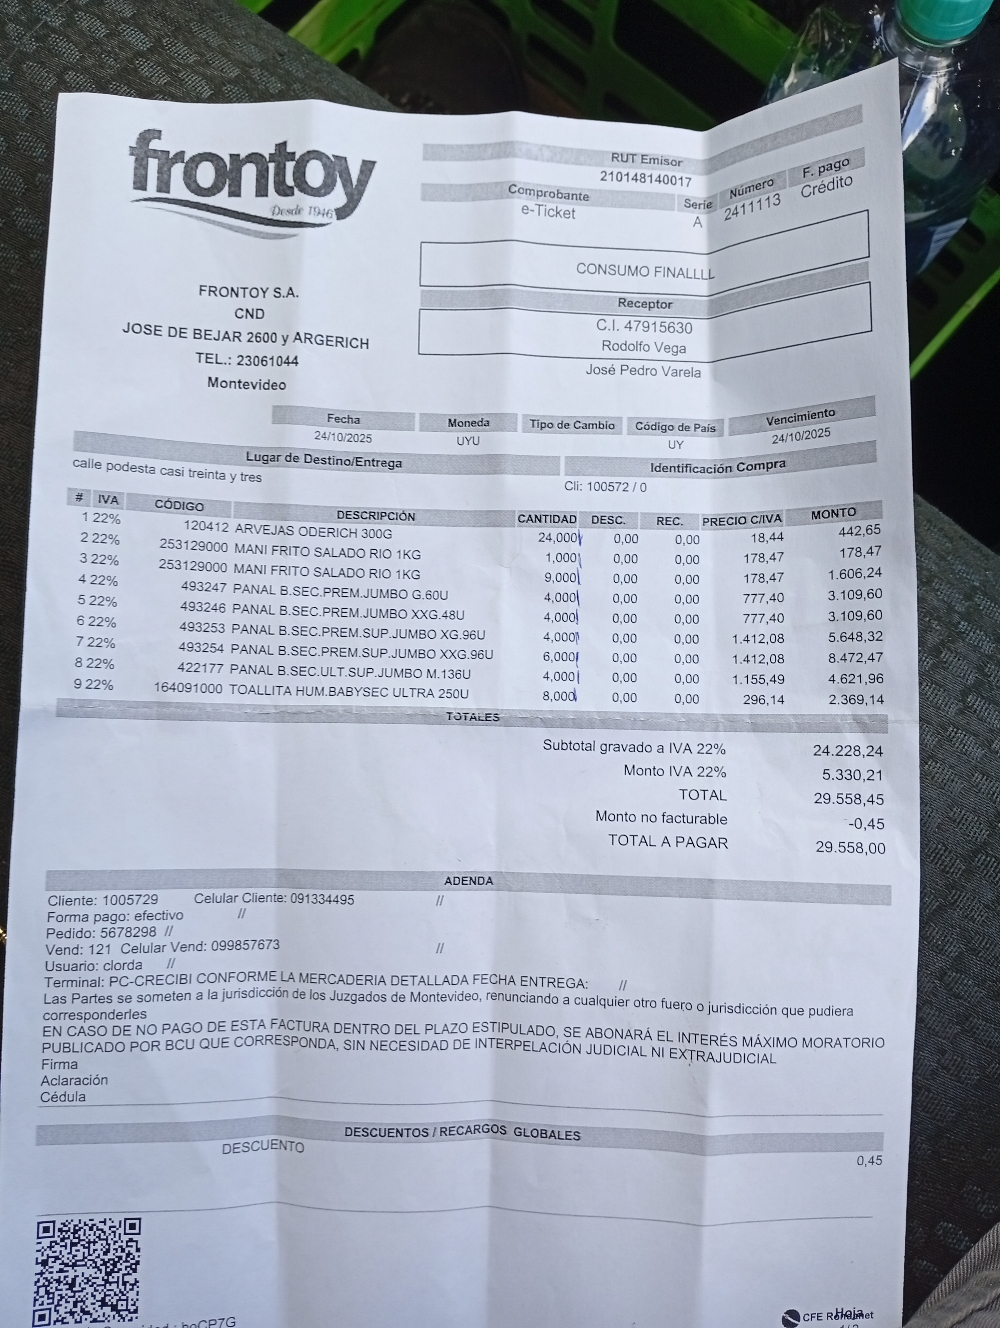 frontoy
Desde 1946
RUT Emisor
210148140017
Comprobante Serie Número F. pago
e-Ticket A 2411113 Crédito
CONSUMO FINALLLL
Receptor
C.I. 47915630
Rodolfo Vega
José Pedro Varela
FRONTOY S.A.
CND
JOSE DE BEJAR 2600 y ARGERICH
TEL.: 23061044
Montevideo
Fecha Moneda Tipo de Cambio Código de País Vencimiento
24/10/2025 UYU UY 24/10/2025
Lugar de Destino/Entrega Identificación Compra
calle podesta casi treinta y tres Cli: 100572 / 0
# IVA CÓDIGO DESCRIPCIÓN CANTIDAD DESC. REC. PRECIO C/IVA MONTO
1 22% 120412 ARVEJAS ODERICH 300G 24,000 0,00 0,00 18,44 442,65
2 22% 253129000 MANI FRITO SALADO RIO 1KG 1,000 0,00 0,00 178,47 178,47
3 22% 253129000 MANI FRITO SALADO RIO 1KG 9,000 0,00 0,00 178,47 1.606,24
4 22% 493247 PANAL B.SEC.PREM.JUMBO G.60U 4,000 0,00 0,00 777,40 3.109,60
5 22% 493246 PANAL B.SEC.PREM.JUMBO XXG.48U 4,000 0,00 0,00 777,40 3.109,60
6 22% 493253 PANAL B.SEC.PREM.SUP.JUMBO XG.96U 4,000 0,00 0,00 1.412,08 5.648,32
7 22% 493254 PANAL B.SEC.PREM.SUP.JUMBO XXG.96U 6,000 0,00 0,00 1.412,08 8.472,47
8 22% 422177 PANAL B.SEC.ULT.SUP.JUMBO M.136U 4,000 0,00 0,00 1.155,49 4.621,96
9 22% 164091000 TOALLITA HUM.BABYSEC ULTRA 250U 8,000 0,00 0,00 296,14 2.369,14
TOTALES
Subtotal gravado a IVA 22% 24.228,24
Monto IVA 22% 5.330,21
TOTAL 29.558,45
Monto no facturable -0,45
TOTAL A PAGAR 29.558,00
ADENDA
Cliente: 1005729 Celular Cliente: 091334495 //
Forma pago: efectivo //
Pedido: 5678298 //
Vend: 121 Celular Vend: 099857673 //
Usuario: clorda //
Terminal: PC-CRECIBI CONFORME LA MERCADERIA DETALLADA FECHA ENTREGA: //
Las Partes se someten a la jurisdicción de los Juzgados de Montevideo, renunciando a cualquier otro fuero o jurisdicción que pudiera
corresponderles
EN CASO DE NO PAGO DE ESTA FACTURA DENTRO DEL PLAZO ESTIPULADO, SE ABONARÁ EL INTERÉS MÁXIMO MORATORIO
PUBLICADO POR BCU QUE CORRESPONDA, SIN NECESIDAD DE INTERPELACIÓN JUDICIAL NI EXTRAJUDICIAL
Firma
Aclaración
Cédula
DESCUENTOS / RECARGOS GLOBALES
DESCUENTO 0,45
CFE
Hoja